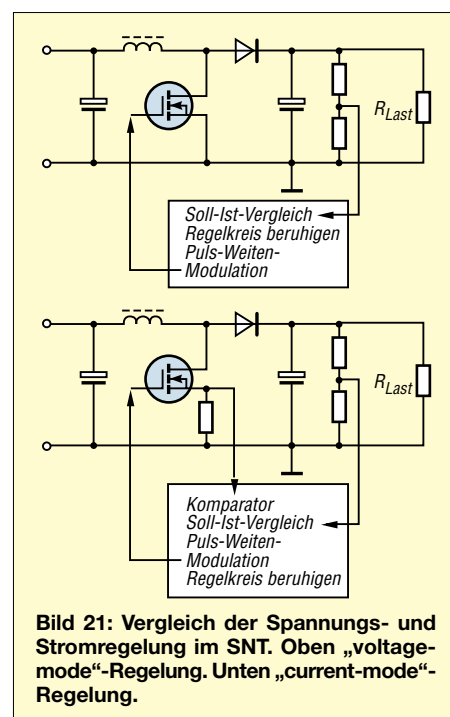 R_Last
Soll-Ist-Vergleich
Regelkreis beruhigen
Puls-Weiten-
Modulation
R_Last
Komparator
Soll-Ist-Vergleich
Puls-Weiten-
Modulation
Regelkreis beruhigen
Bild 21: Vergleich der Spannungs- und
Stromregelung im SNT. Oben „voltage-
mode“-Regelung. Unten „current-mode“-
Regelung.